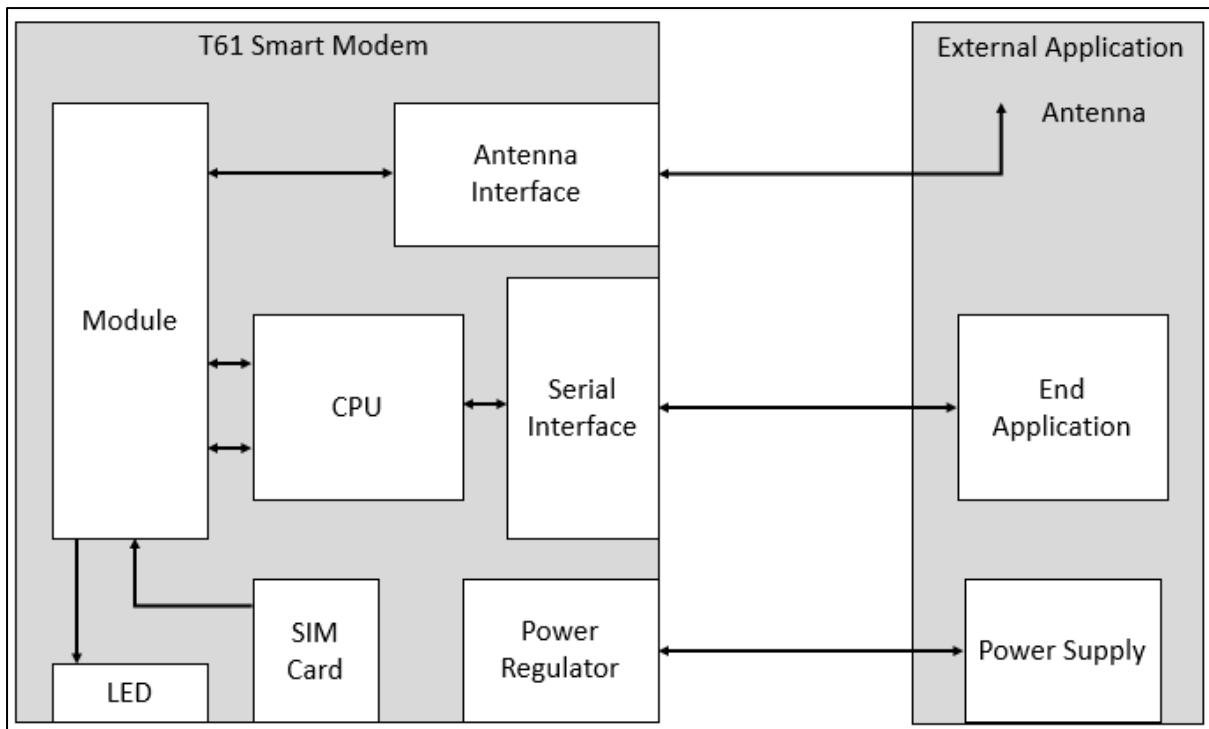 T61 Smart Modem
External Application
Antenna
Antenna
Interface
Module
CPU
Serial
Interface
End
Application
SIM
Card
Power
Regulator
Power Supply
LED